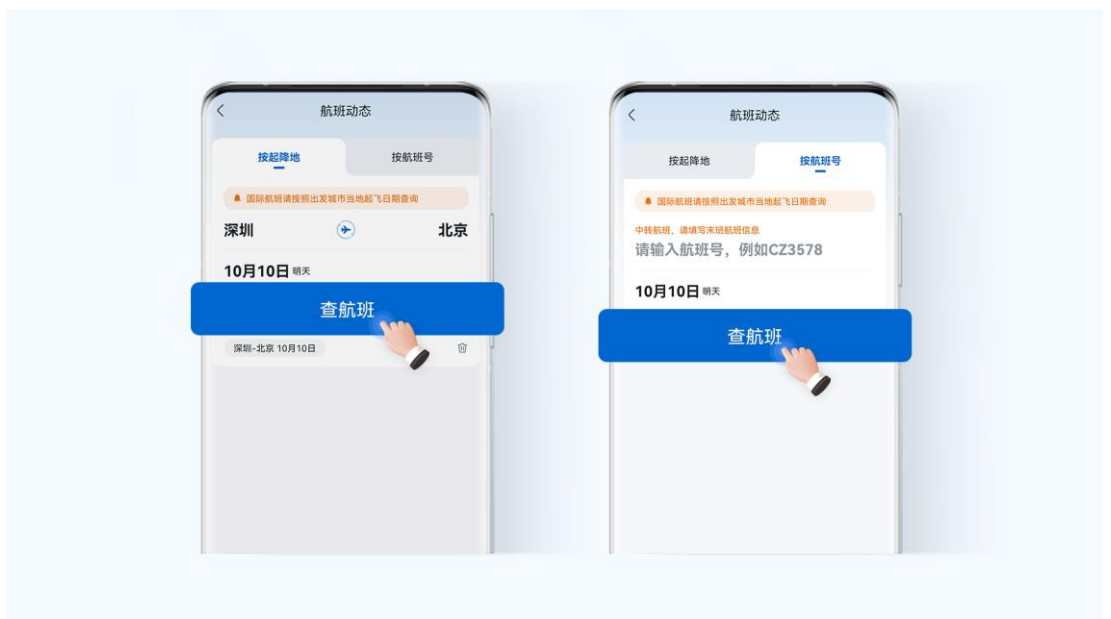 航班动态
按起降地 按航班号
国际航班请按照出发城市当地起飞日期查询
深圳 北京
10月10日 明天
查航班
深圳-北京 10月10日
航班动态
按起降地 按航班号
国际航班请按照出发城市当地起飞日期查询
中转航班，请填写末班航班信息
请输入航班号，例如CZ3578
10月10日 明天
查航班